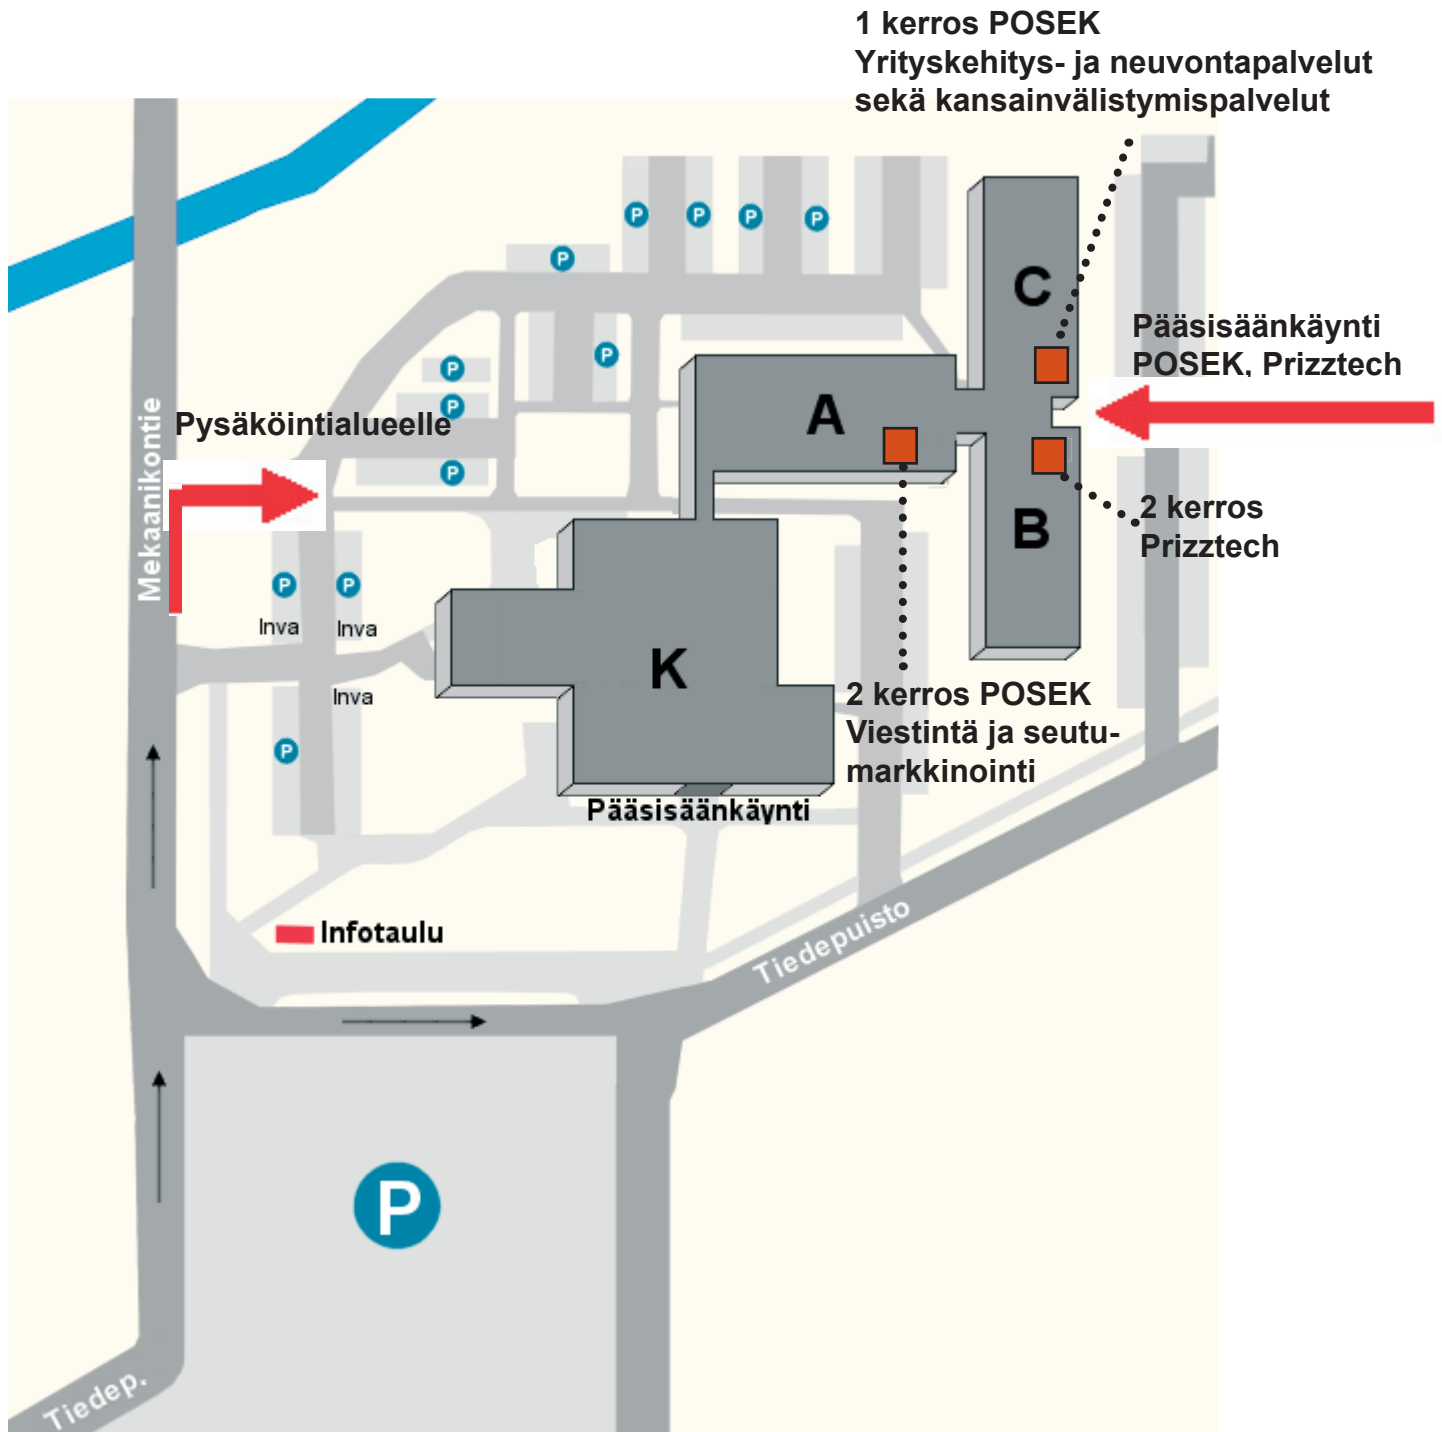 1 kerros POSEK
Yrityskehitys- ja neuvontapalvelut
sekä kansainvälistymispalvelut
P
P
P
P
P
C
Pääsisäänkäynti
POSEK, Prizztech
P
P
P
A
Pysäköintialueelle
Mekaanikontie
P
2 kerros
Prizztech
B
P
P
Inva
Inva
K
Inva
2 kerros POSEK
Viestintä ja seutu-
markkinointi
P
Pääsisäänkäynti
Infotaulu
Tiedepuisto
P
Tiedep.